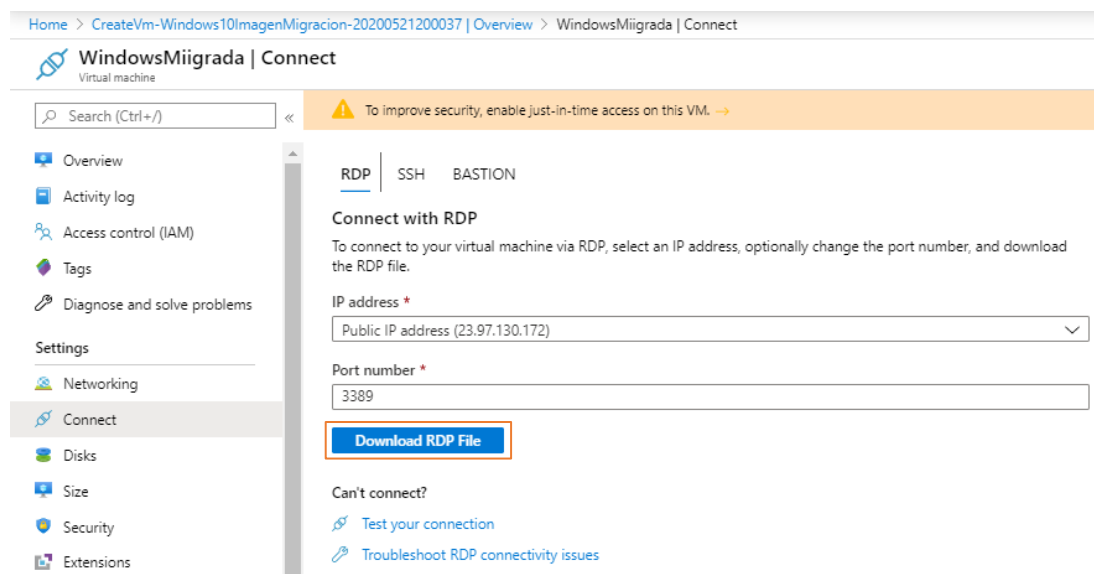 Home > CreateVm-Windows10ImagenMigracion-20200521200037 | Overview > WindowsMiigrada | Connect
WindowsMiigrada | Connect
Virtual machine
Search (Ctrl+/)
«
To improve security, enable just-in-time access on this VM. →
Overview
Activity log
Access control (IAM)
Tags
Diagnose and solve problems
Settings
Networking
Connect
Disks
Size
Security
Extensions
RDP SSH BASTION
Connect with RDP
To connect to your virtual machine via RDP, select an IP address, optionally change the port number, and download
the RDP file.
IP address *
Public IP address (23.97.130.172)
Port number *
3389
Download RDP File
Can't connect?
Test your connection
Troubleshoot RDP connectivity issues